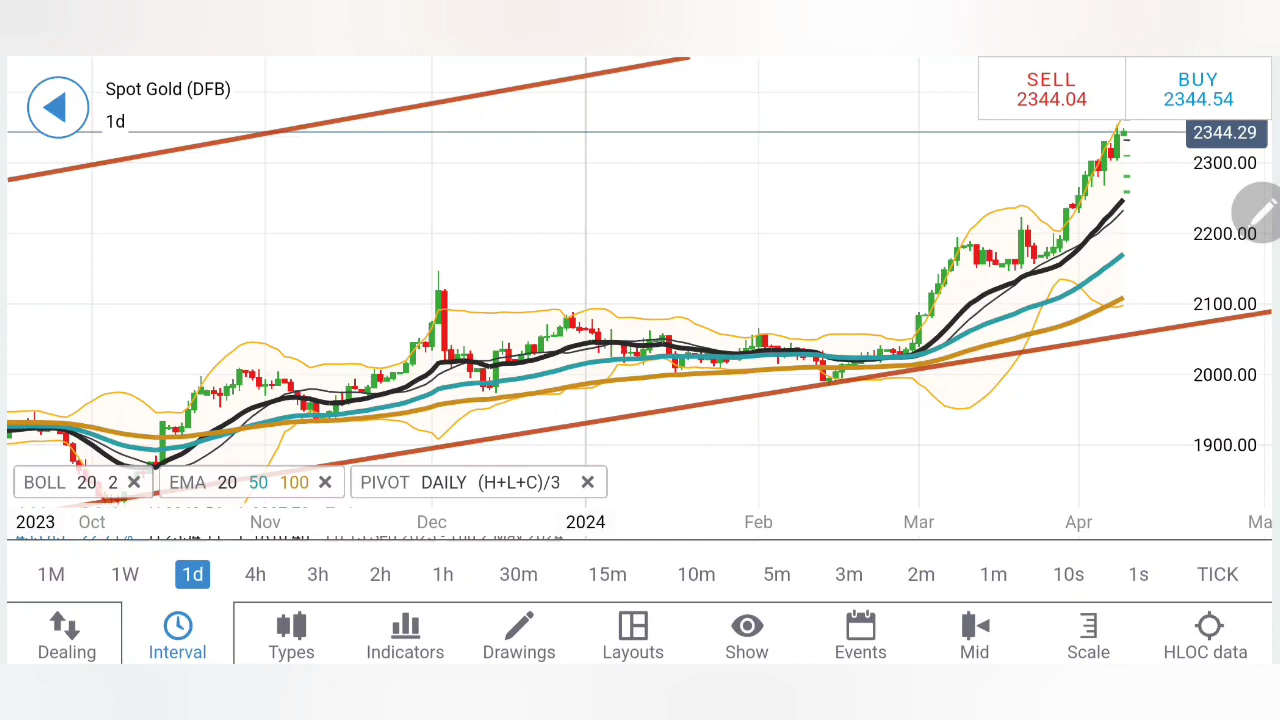 Spot Gold (DFB)
1d
SELL
2344.04
BUY
2344.54
2344.29
2300.00
2200.00
2100.00
2000.00
1900.00
BOLL 20 2 ×
EMA 20 50 100 ×
PIVOT DAILY (H+L+C)/3 ×
2023 Oct Nov Dec 2024 Feb Mar Apr Ma
1M 1W 1d 4h 3h 2h 1h 30m 15m 10m 5m 3m 2m 1m 10s 1s TICK
Dealing Interval Types Indicators Drawings Layouts Show Events Mid Scale HLOC data